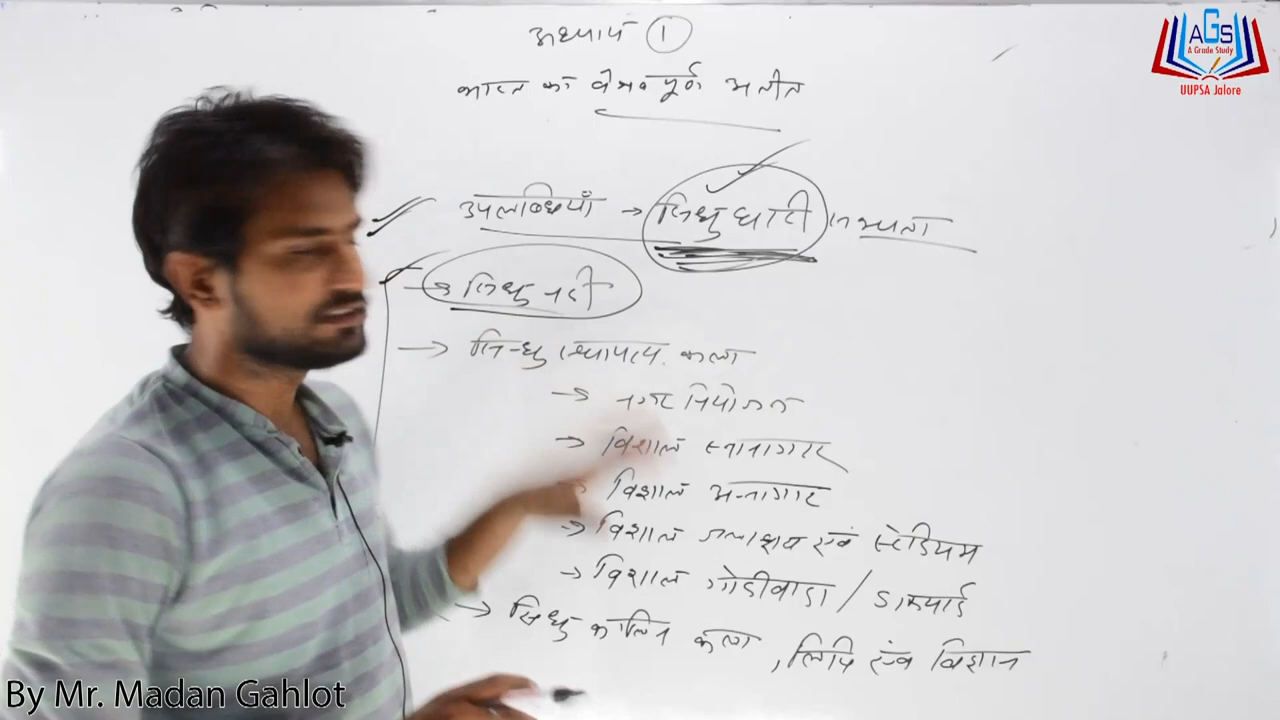 अध्याय ①
भारत का वैभवपूर्ण अतीत
उपलब्धियाँ → सिन्धु घाटी सभ्यता
→ सिन्धु नदी
→ सिन्धु स्थापत्य कला
→ नगर नियोजन
→ विशाल स्नानागार
विशाल अन्नागार
→ विशाल जलाशय एवं स्टेडियम
→ विशाल गोदीवाडा / डाकयार्ड
→ सिंधु कालिन कला, लिपि एवं विज्ञान
AGS
A Grade Study
UUPSA Jalore
By Mr. Madan Gahlot